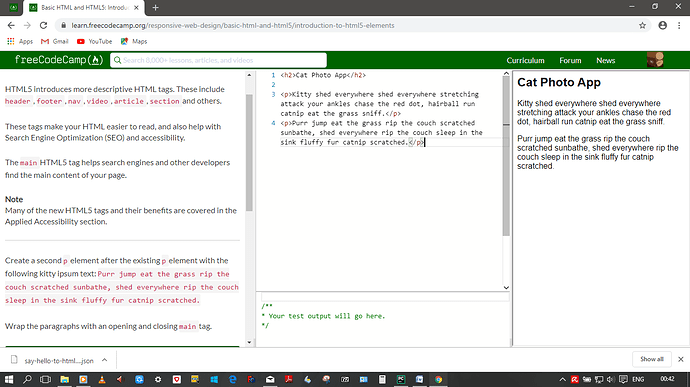 Basic HTML and HTML5: Introdu
learn.freecodecamp.org/responsive-web-design/basic-html-and-html5/introduction-to-html5-elements
Apps
Gmail
YouTube
Maps
freeCodeCamp
Search 8,000+ lessons, articles, and videos
Curriculum
Forum
News
HTML5 introduces more descriptive HTML tags. These include
header, footer, nav, video, article, section and others.
These tags make your HTML easier to read, and also help with
Search Engine Optimization (SEO) and accessibility.
The main HTML5 tag helps search engines and other developers
find the main content of your page.
Note
Many of the new HTML5 tags and their benefits are covered in the
Applied Accessibility section.
Create a second p element after the existing p element with the
following kitty ipsum text: Purr jump eat the grass rip the
couch scratched sunbathe, shed everywhere rip the couch
sleep in the sink fluffy fur catnip scratched.
Wrap the paragraphs with an opening and closing main tag.
1 <h2>Cat Photo App</h2>
2
3 <p>Kitty shed everywhere shed everywhere stretching
attack your ankles chase the red dot, hairball run
catnip eat the grass sniff.</p>
4 <p>Purr jump eat the grass rip the couch scratched
sunbathe, shed everywhere rip the couch sleep in the
sink fluffy fur catnip scratched.</p>
/**
* Your test output will go here.
*/
Cat Photo App
Kitty shed everywhere shed everywhere
stretching attack your ankles chase the red
dot, hairball run catnip eat the grass sniff.
Purr jump eat the grass rip the couch
scratched sunbathe, shed everywhere rip the
couch sleep in the sink fluffy fur catnip
scratched.
say-hello-to-html....json
Show all
ENG
00:42